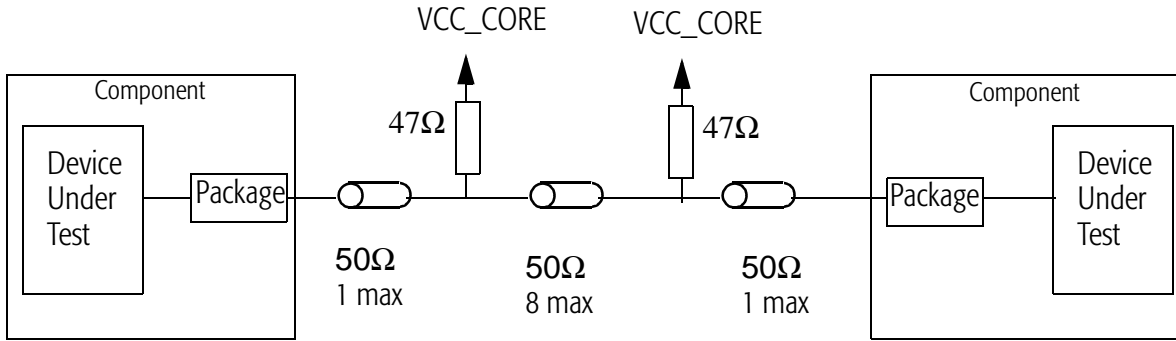 VCC_CORE
VCC_CORE
Component
47Ω
47Ω
Component
Device
Under
Test
Package
Package
Device
Under
Test
50Ω
1 max
50Ω
8 max
50Ω
1 max